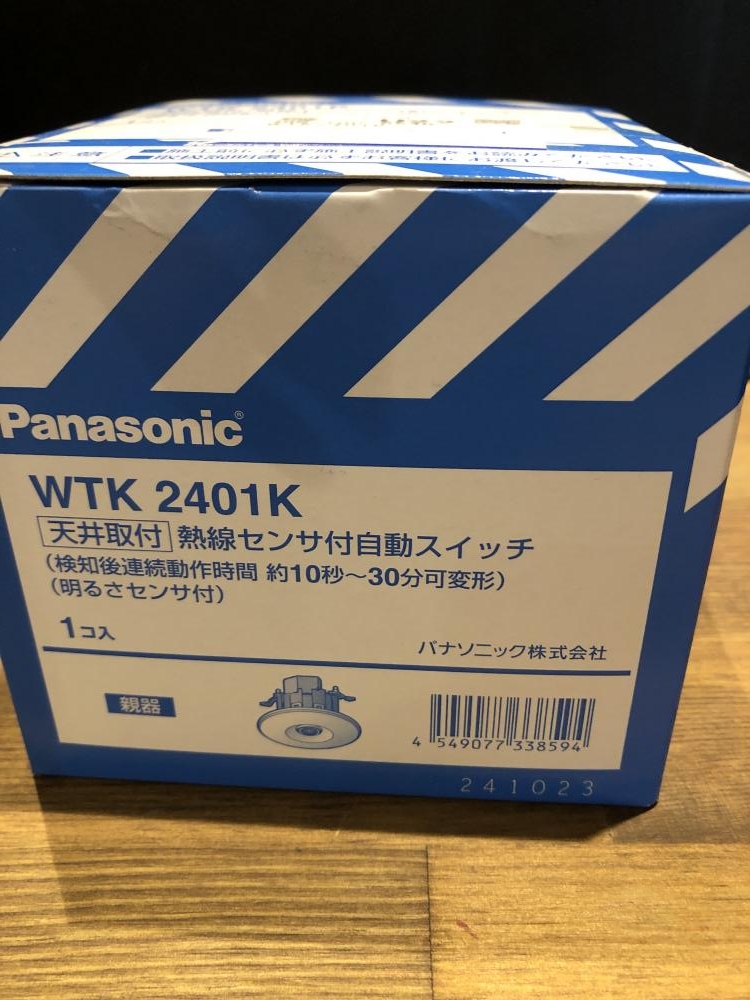 Panasonic®
WTK 2401K
天井取付 熱線センサ付自動スイッチ
(検知後連続動作時間 約10秒～30分可変形)
(明るさセンサ付)
1コ入
パナソニック株式会社
親器
4 549077 338594
241023